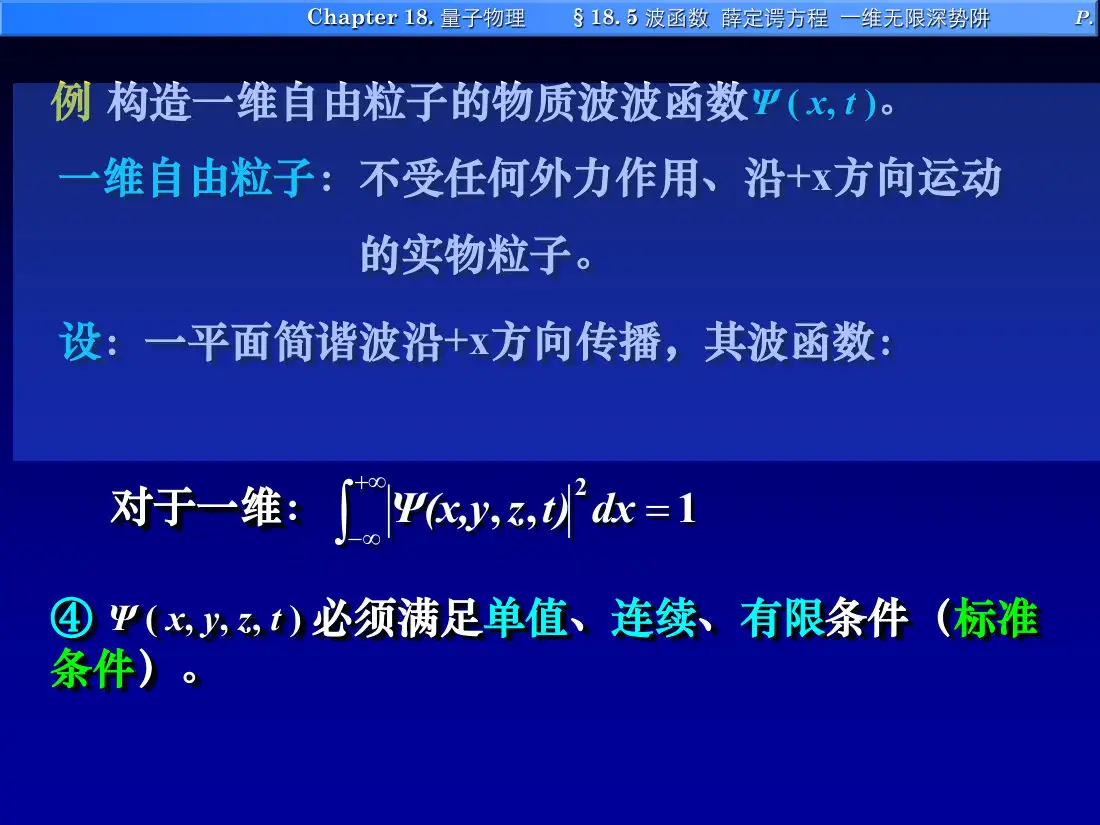 Chapter 18. 量子物理 § 18. 5 波函数 薛定谔方程 一维无限深势阱 P.
例 构造一维自由粒子的物质波波函数Ψ ( x, t )。
一维自由粒子：不受任何外力作用、沿+x方向运动
的实物粒子。
设：一平面简谐波沿+x方向传播，其波函数：
对于一维： ∫_{−∞}^{+∞} |Ψ(x,y,z,t)|² dx = 1
④ Ψ ( x, y, z, t ) 必须满足单值、连续、有限条件（标准
条件）。